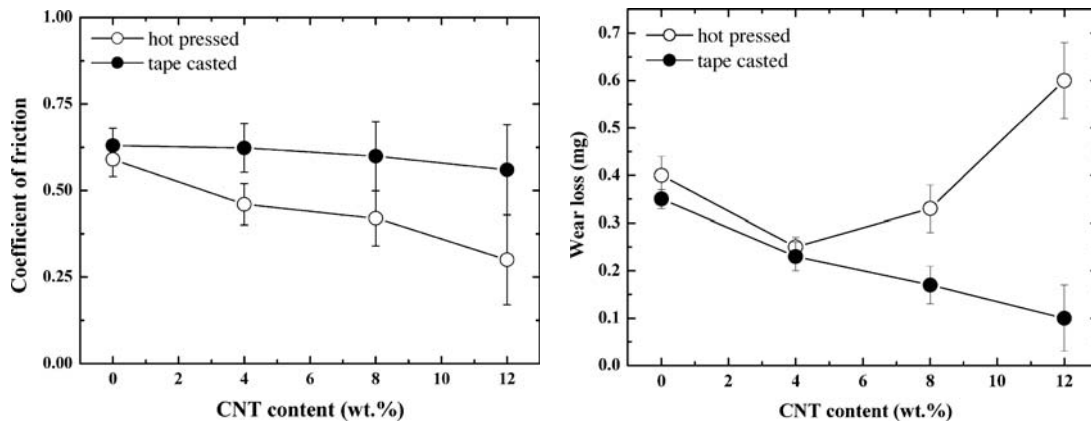 1.00
hot pressed
tape casted
0.75
0.50
0.25
0.00
Coefficient of friction
0 2 4 6 8 10 12
CNT content (wt.%)
0.7
hot pressed
tape casted
0.6
0.5
0.4
0.3
0.2
0.1
0.0
Wear loss (mg)
0 2 4 6 8 10 12
CNT content (wt.%)